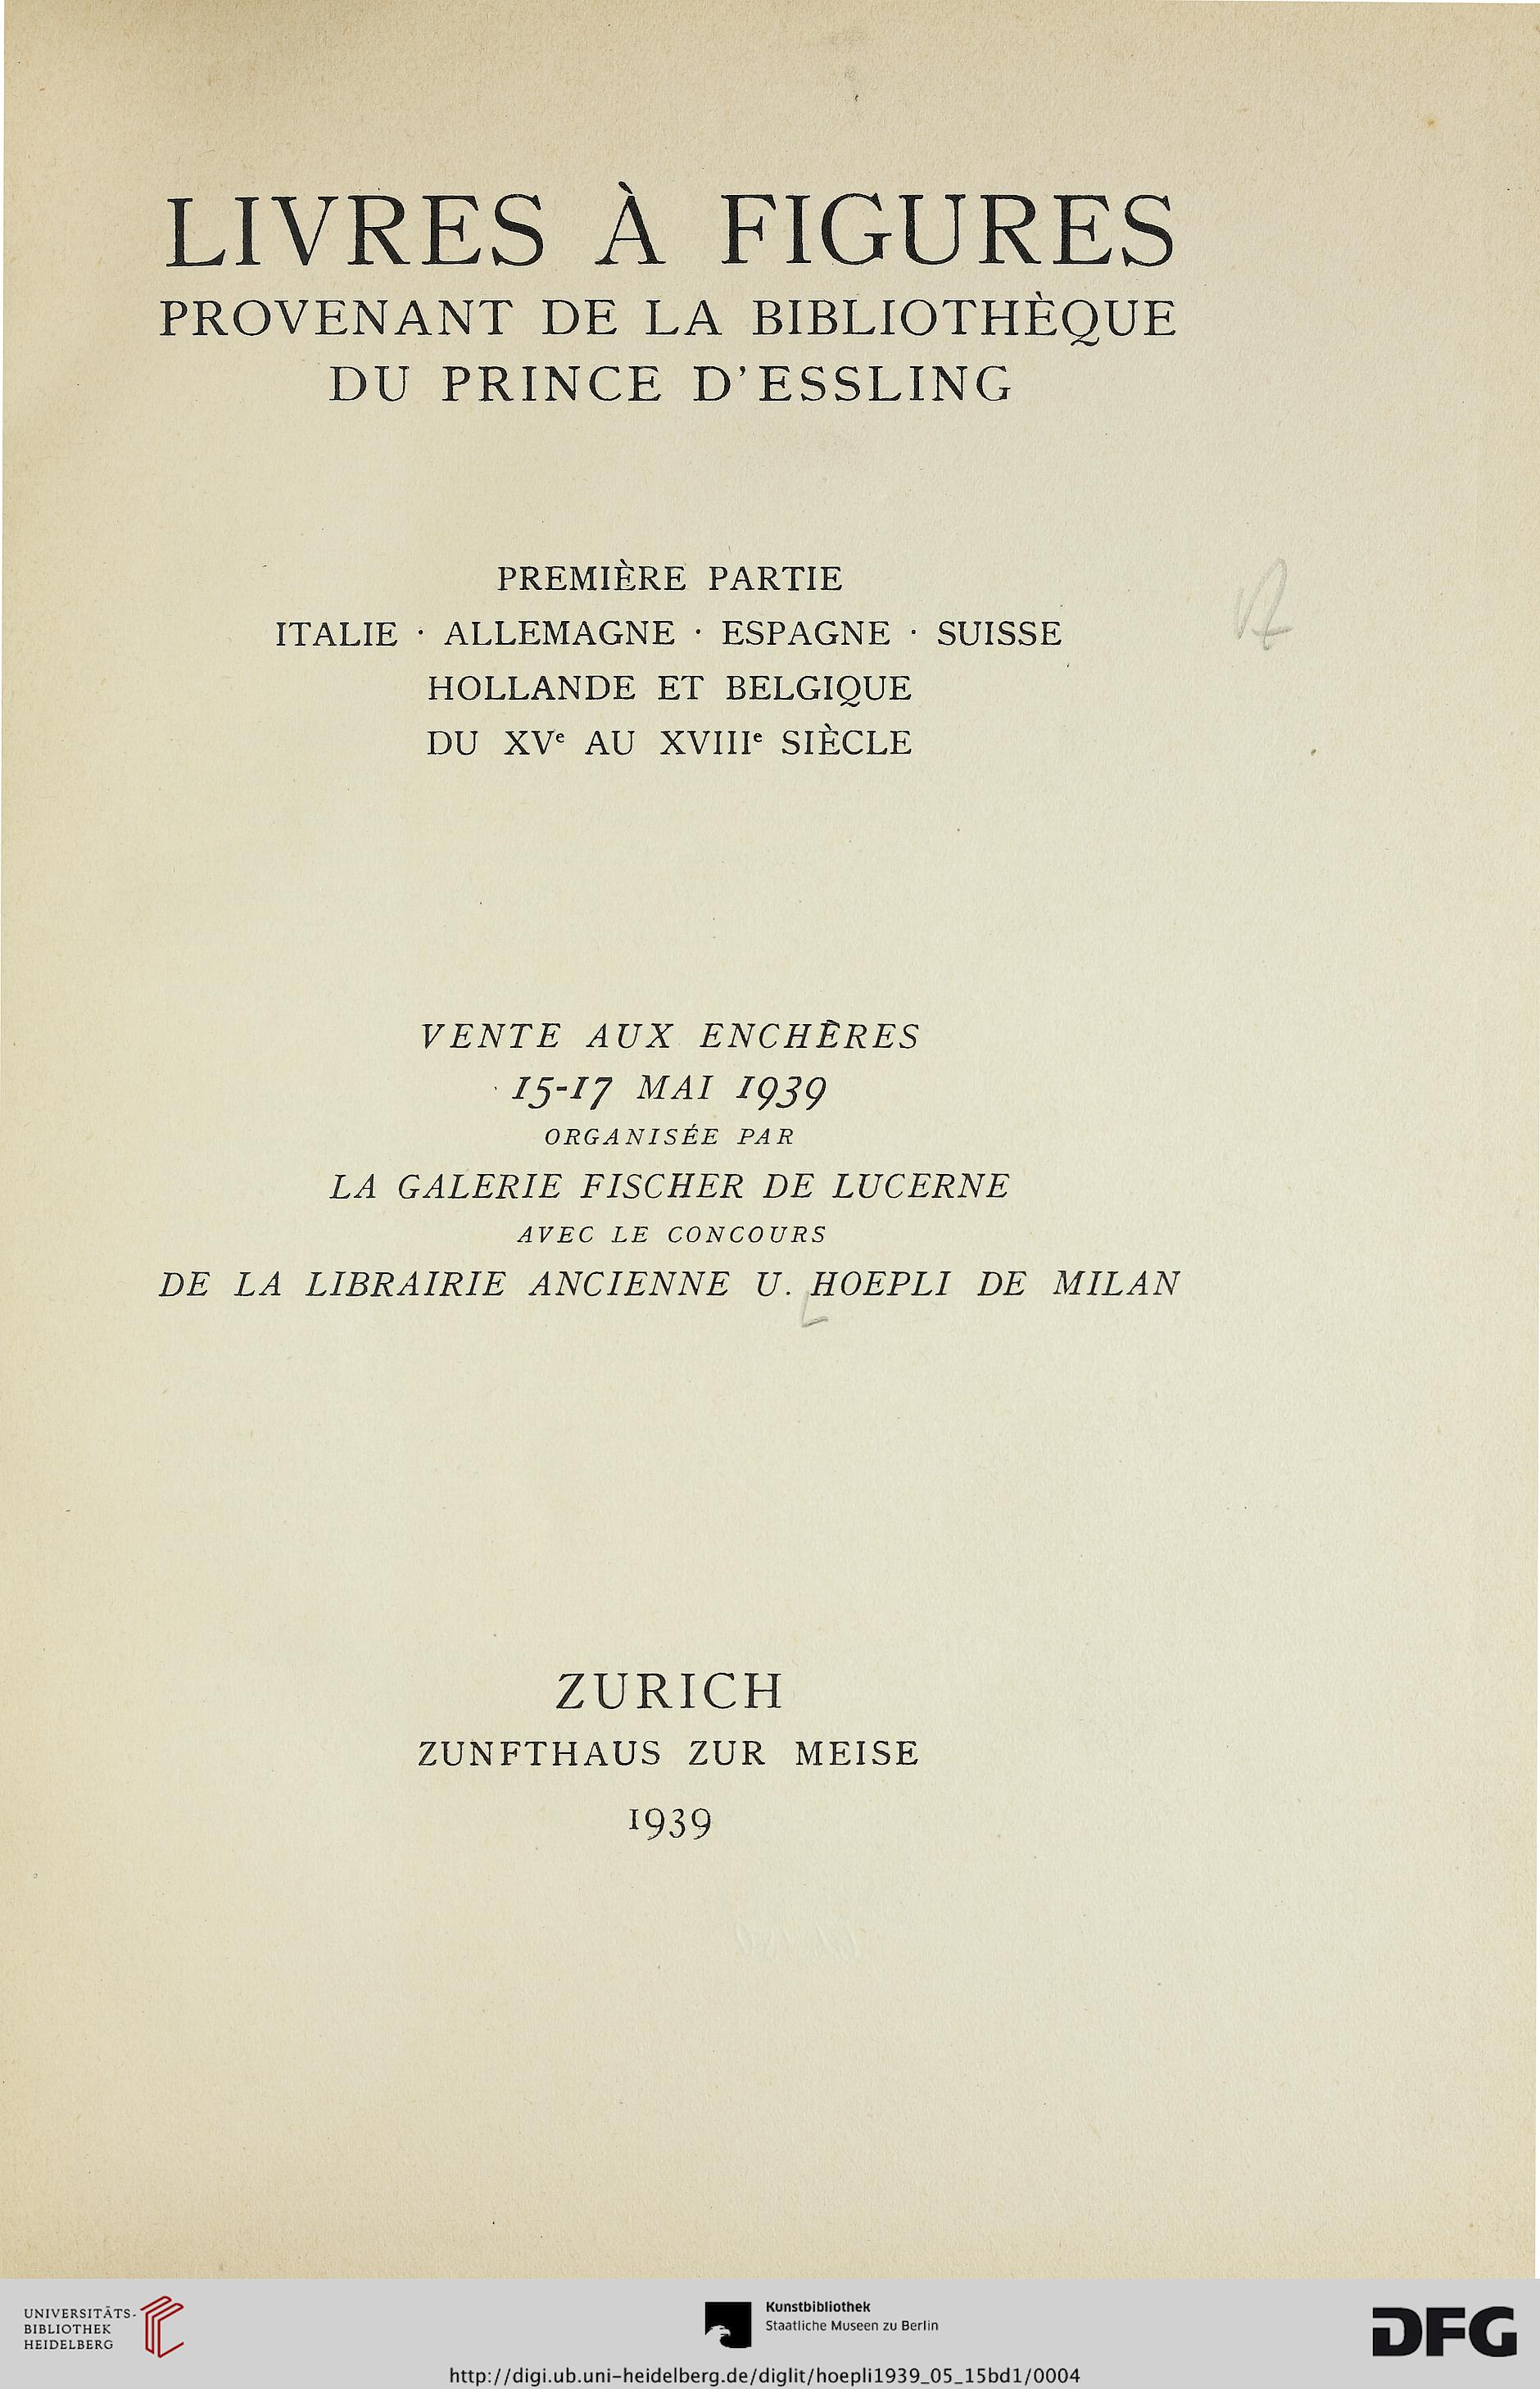 LIVRES À FIGURES
PROVENANT DE LA BIBLIOTHÈQUE
DU PRINCE D'ESSLING
PREMIÈRE PARTIE
ITALIE · ALLEMAGNE · ESPAGNE · SUISSE
HOLLANDE ET BELGIQUE
DU XVe AU XVIIIe SIÈCLE
VENTE AUX ENCHÈRES
15-17 MAI 1939
ORGANISÉE PAR
LA GALERIE FISCHER DE LUCERNE
AVEC LE CONCOURS
DE LA LIBRAIRIE ANCIENNE U. HOEPLI DE MILAN
ZURICH
ZUNFTHAUS ZUR MEISE
1939
UNIVERSITÄTS-
BIBLIOTHEK
HEIDELBERG
Kunstbibliothek
Staatliche Museen zu Berlin
DFG
http://digi.ub.uni-heidelberg.de/diglit/hoepli1939_05_15bd1/0004